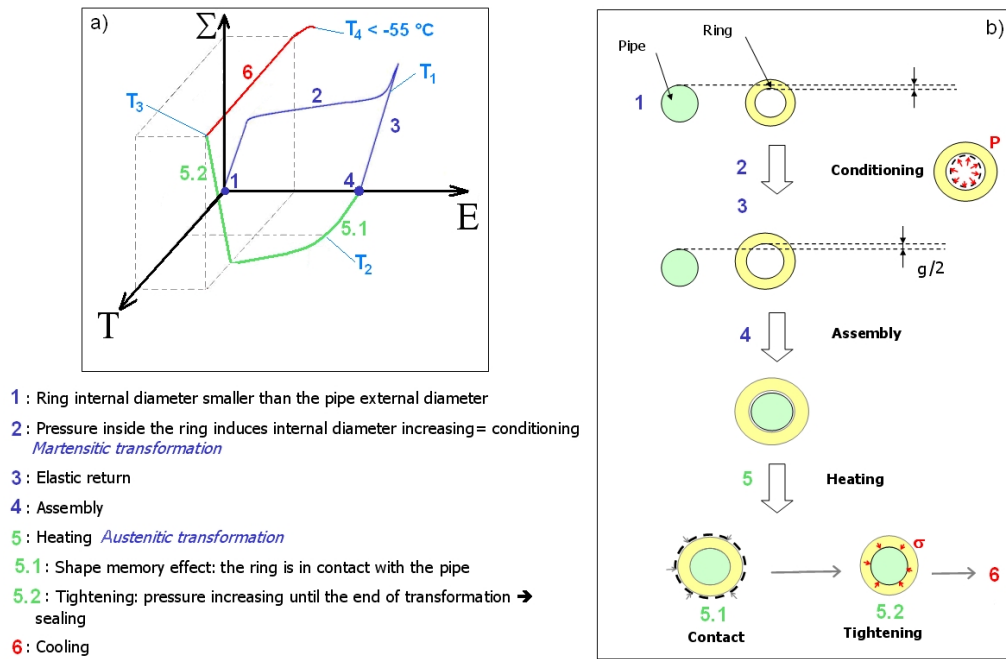 a)
Σ
T₄ < -55 °C
6
T₁
2
T₃
3
5.2
1
4
E
5.1
T₂
T
1 : Ring internal diameter smaller than the pipe external diameter
2 : Pressure inside the ring induces internal diameter increasing= conditioning
Martensitic transformation
3 : Elastic return
4 : Assembly
5 : Heating Austenitic transformation
5.1 : Shape memory effect: the ring is in contact with the pipe
5.2 : Tightening: pressure increasing until the end of transformation ➔
sealing
6 : Cooling
b)
Ring
Pipe
1
P
2
Conditioning
3
g/2
4
Assembly
5
Heating
σ
6
5.1
5.2
Contact
Tightening